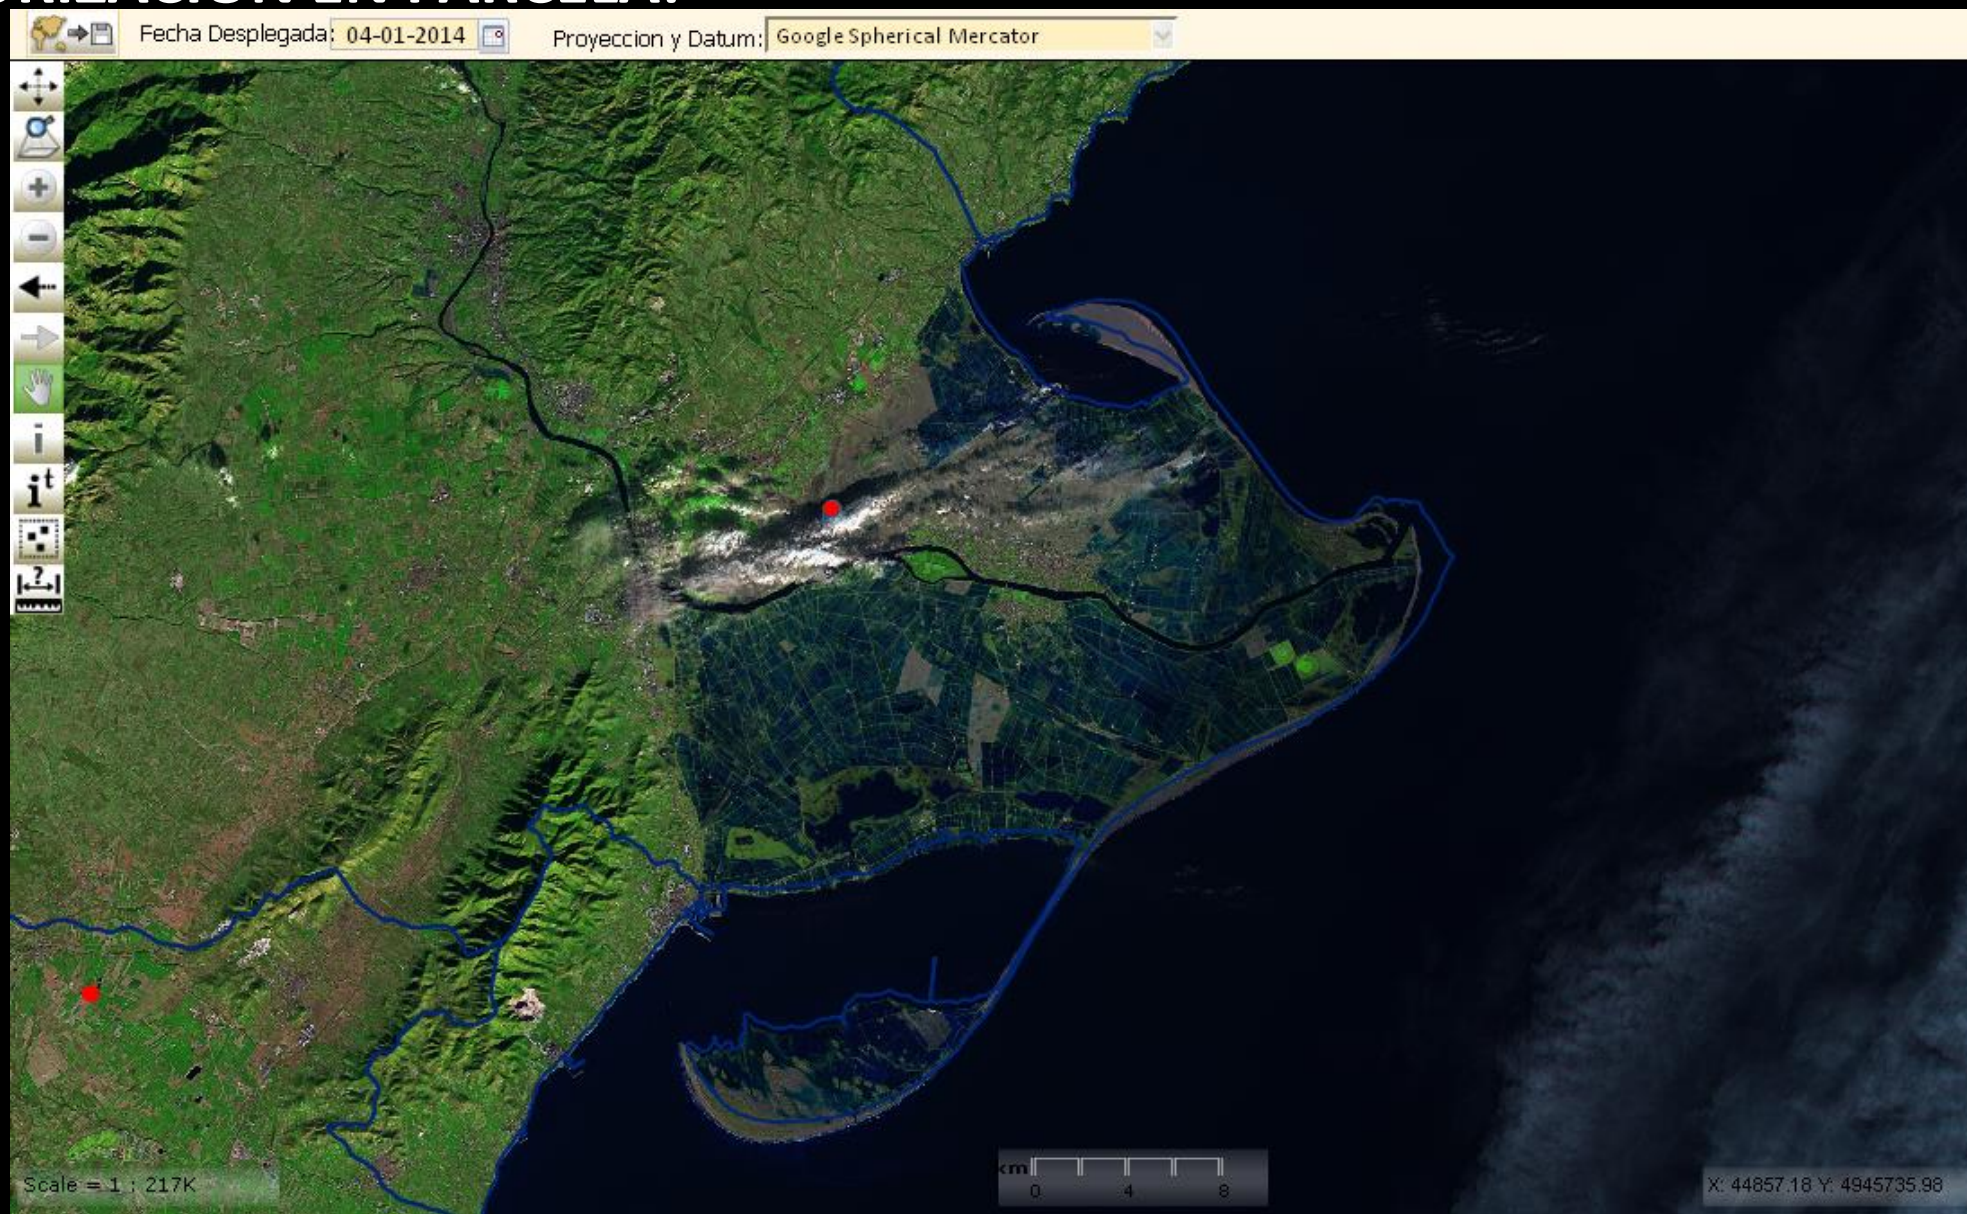 Fecha Desplegada: 04-01-2014 Proyeccion y Datum: Google Spherical Mercator
i
i t
?
Scale = 1 : 217K
km
0 4 8
X: 44857.18 Y: 4945735.98